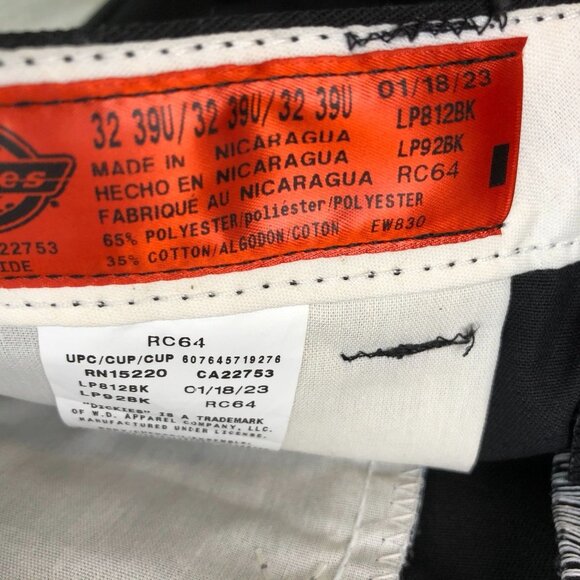 32 39U/32 39U/32 39U
MADE IN NICARAGUA
HECHO EN NICARAGUA
FABRIQUÉ AU NICARAGUA
65% POLYESTER/poliéster/POLYESTER
35% COTTON/ALGODON/COTON EW830
01/18/23
LP812BK
LP92BK
RC64
es
22753
IDE
RC64
UPC/CUP/CUP 607645719276
RN15220 CA22753
LP812BK 01/18/23
LP92BK RC64
"DICKIES" IS A TRADEMARK
OF W.D. APPAREL COMPANY, LLC.
MANUFACTURED UNDER LICENSE.